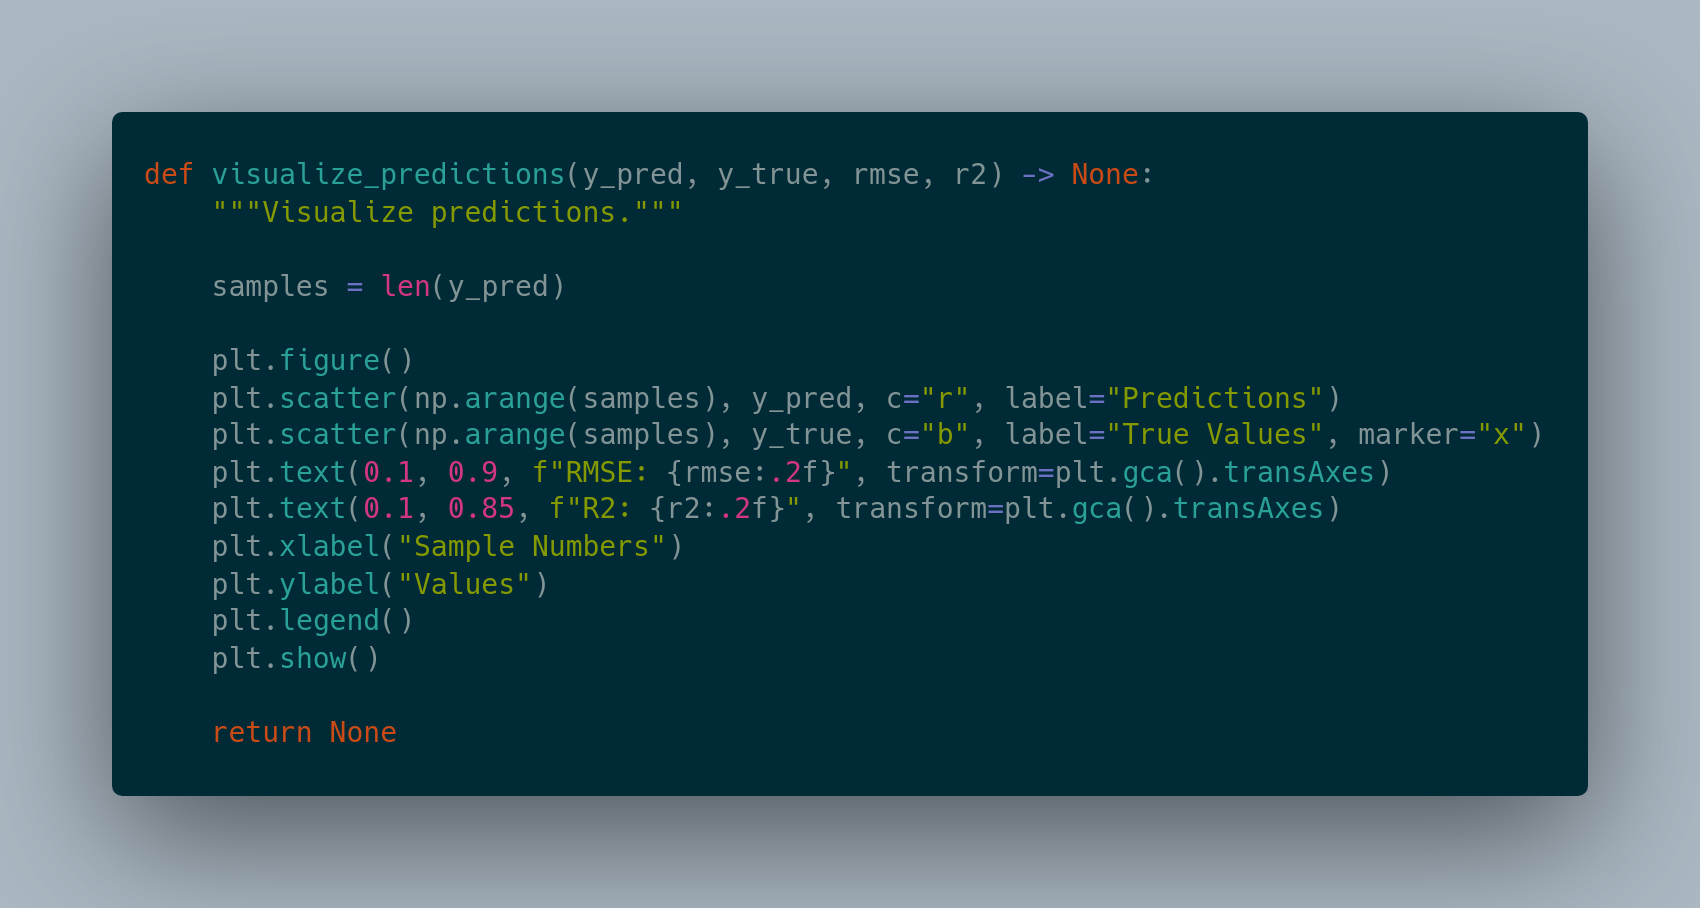 def visualize_predictions(y_pred, y_true, rmse, r2) -> None:
    """Visualize predictions."""

    samples = len(y_pred)

    plt.figure()
    plt.scatter(np.arange(samples), y_pred, c="r", label="Predictions")
    plt.scatter(np.arange(samples), y_true, c="b", label="True Values", marker="x")
    plt.text(0.1, 0.9, f"RMSE: {rmse:.2f}", transform=plt.gca().transAxes)
    plt.text(0.1, 0.85, f"R2: {r2:.2f}", transform=plt.gca().transAxes)
    plt.xlabel("Sample Numbers")
    plt.ylabel("Values")
    plt.legend()
    plt.show()

    return None